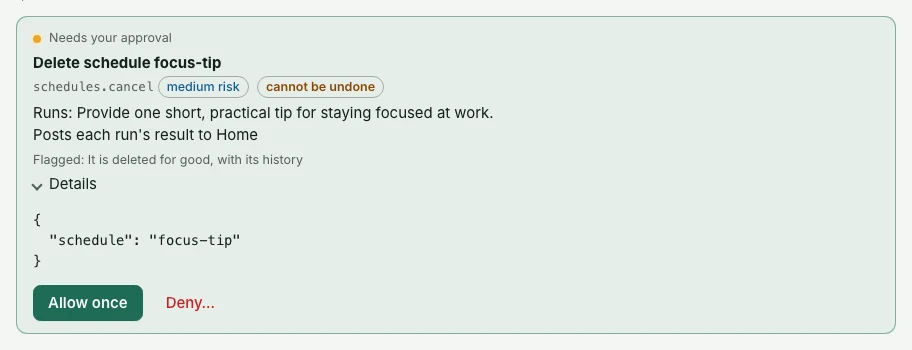 Needs your approval
Delete schedule focus-tip
schedules.cancel medium risk cannot be undone
Runs: Provide one short, practical tip for staying focused at work.
Posts each run's result to Home
Flagged: It is deleted for good, with its history
Details
{
"schedule": "focus-tip"
}
Allow once Deny...